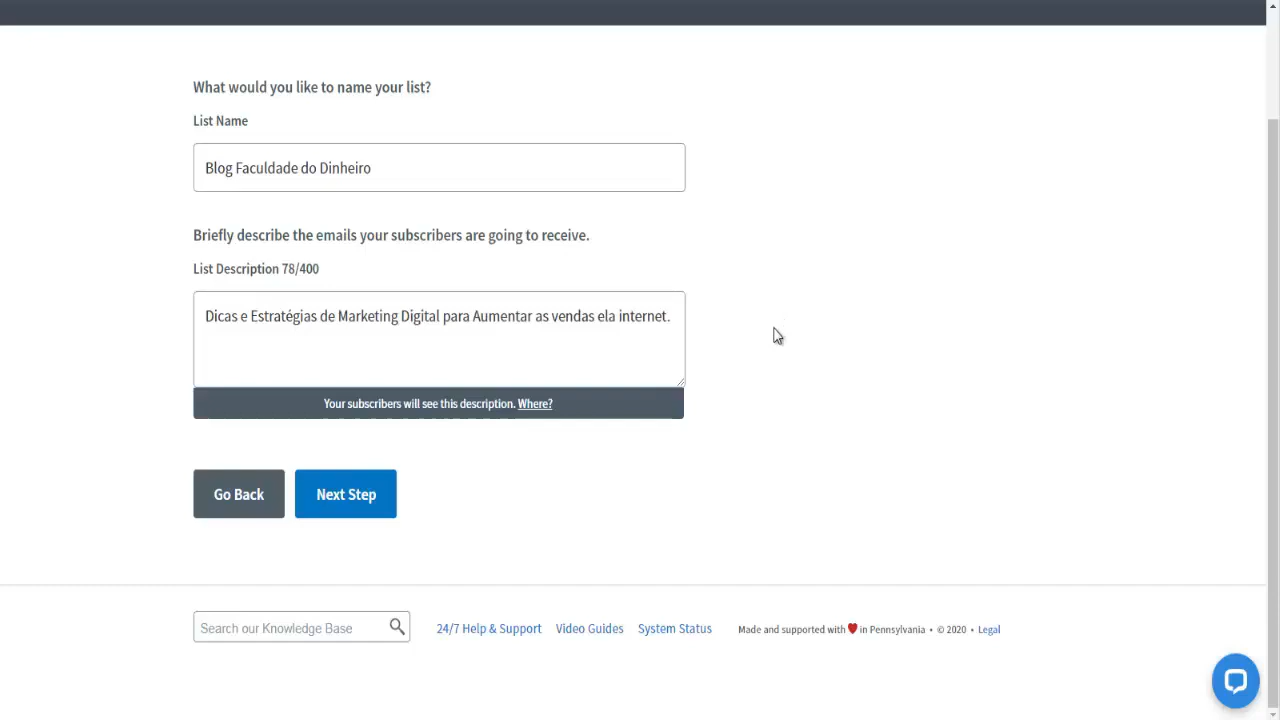 What would you like to name your list?
List Name
Blog Faculdade do Dinheiro
Briefly describe the emails your subscribers are going to receive.
List Description 78/400
Dicas e Estratégias de Marketing Digital para Aumentar as vendas ela internet.
Your subscribers will see this description. Where?
Go Back Next Step
Search our Knowledge Base 24/7 Help & Support Video Guides System Status Made and supported with ♥ in Pennsylvania • © 2020 • Legal